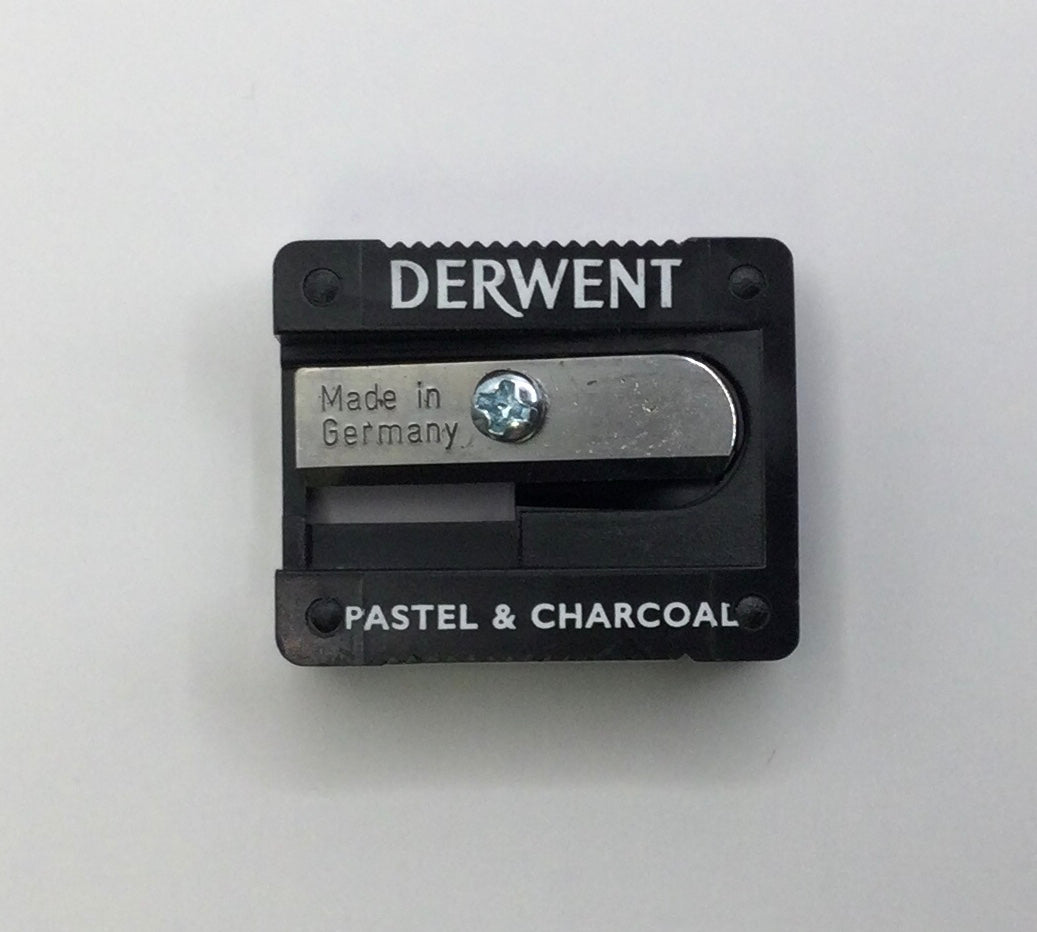 DERWENT
Made in
Germany
PASTEL & CHARCOAL